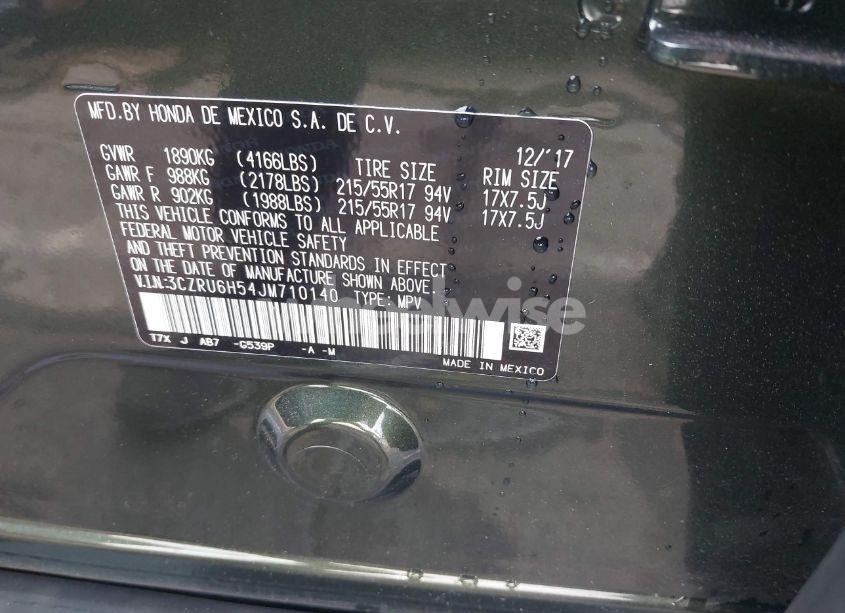 MFD.BY HONDA DE MEXICO S.A. DE C.V.
12/'17
GVWR 1890KG (4166LBS) TIRE SIZE RIM SIZE
GAWR F 988KG (2178LBS) 215/55R17 94V 17X7.5J
GAWR R 902KG (1988LBS) 215/55R17 94V 17X7.5J
THIS VEHICLE CONFORMS TO ALL APPLICABLE
FEDERAL MOTOR VEHICLE SAFETY
AND THEFT PREVENTION STANDARDS IN EFFECT
ON THE DATE OF MANUFACTURE SHOWN ABOVE.
V.I.N:3CZRU6H54JM710140 TYPE: MPV
T7X J AB7 -G539P -A -M
MADE IN MEXICO